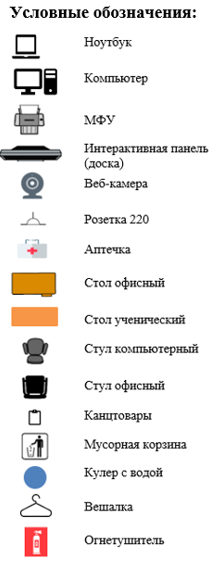 Условные обозначения:
Ноутбук
Компьютер
МФУ
Интерактивная панель
(доска)
Веб-камера
Розетка 220
Аптечка
Стол офисный
Стол ученический
Стул компьютерный
Стул офисный
Канцтовары
Мусорная корзина
Кулер с водой
Вешалка
Огнетушитель